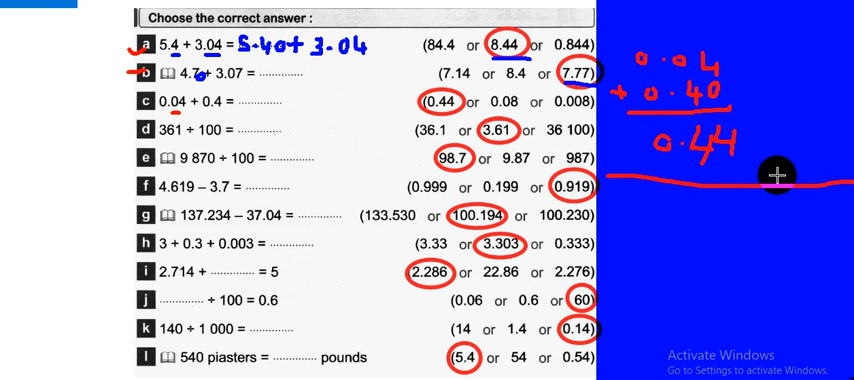 Choose the correct answer :
a 5.4 + 3.04 = 5.40 + 3.04 (84.4 or 8.44 or 0.844)
b 4.70 + 3.07 = ............. (7.14 or 8.4 or 7.77)
c 0.04 + 0.4 = ............. (0.44 or 0.08 or 0.008)
d 361 ÷ 100 = ............. (36.1 or 3.61 or 36 100)
e 9 870 ÷ 100 = ............. (98.7 or 9.87 or 987)
f 4.619 – 3.7 = ............. (0.999 or 0.199 or 0.919)
g 137.234 – 37.04 = ............. (133.530 or 100.194 or 100.230)
h 3 + 0.3 + 0.003 = ............. (3.33 or 3.303 or 0.333)
i 2.714 + ............. = 5 (2.286 or 22.86 or 2.276)
j ............. ÷ 100 = 0.6 (0.06 or 0.6 or 60)
k 140 ÷ 1 000 = ............. (14 or 1.4 or 0.14)
l 540 piasters = ............. pounds (5.4 or 54 or 0.54)
0.04
+ 0.40
0.44
Activate Windows
Go to Settings to activate Windows.